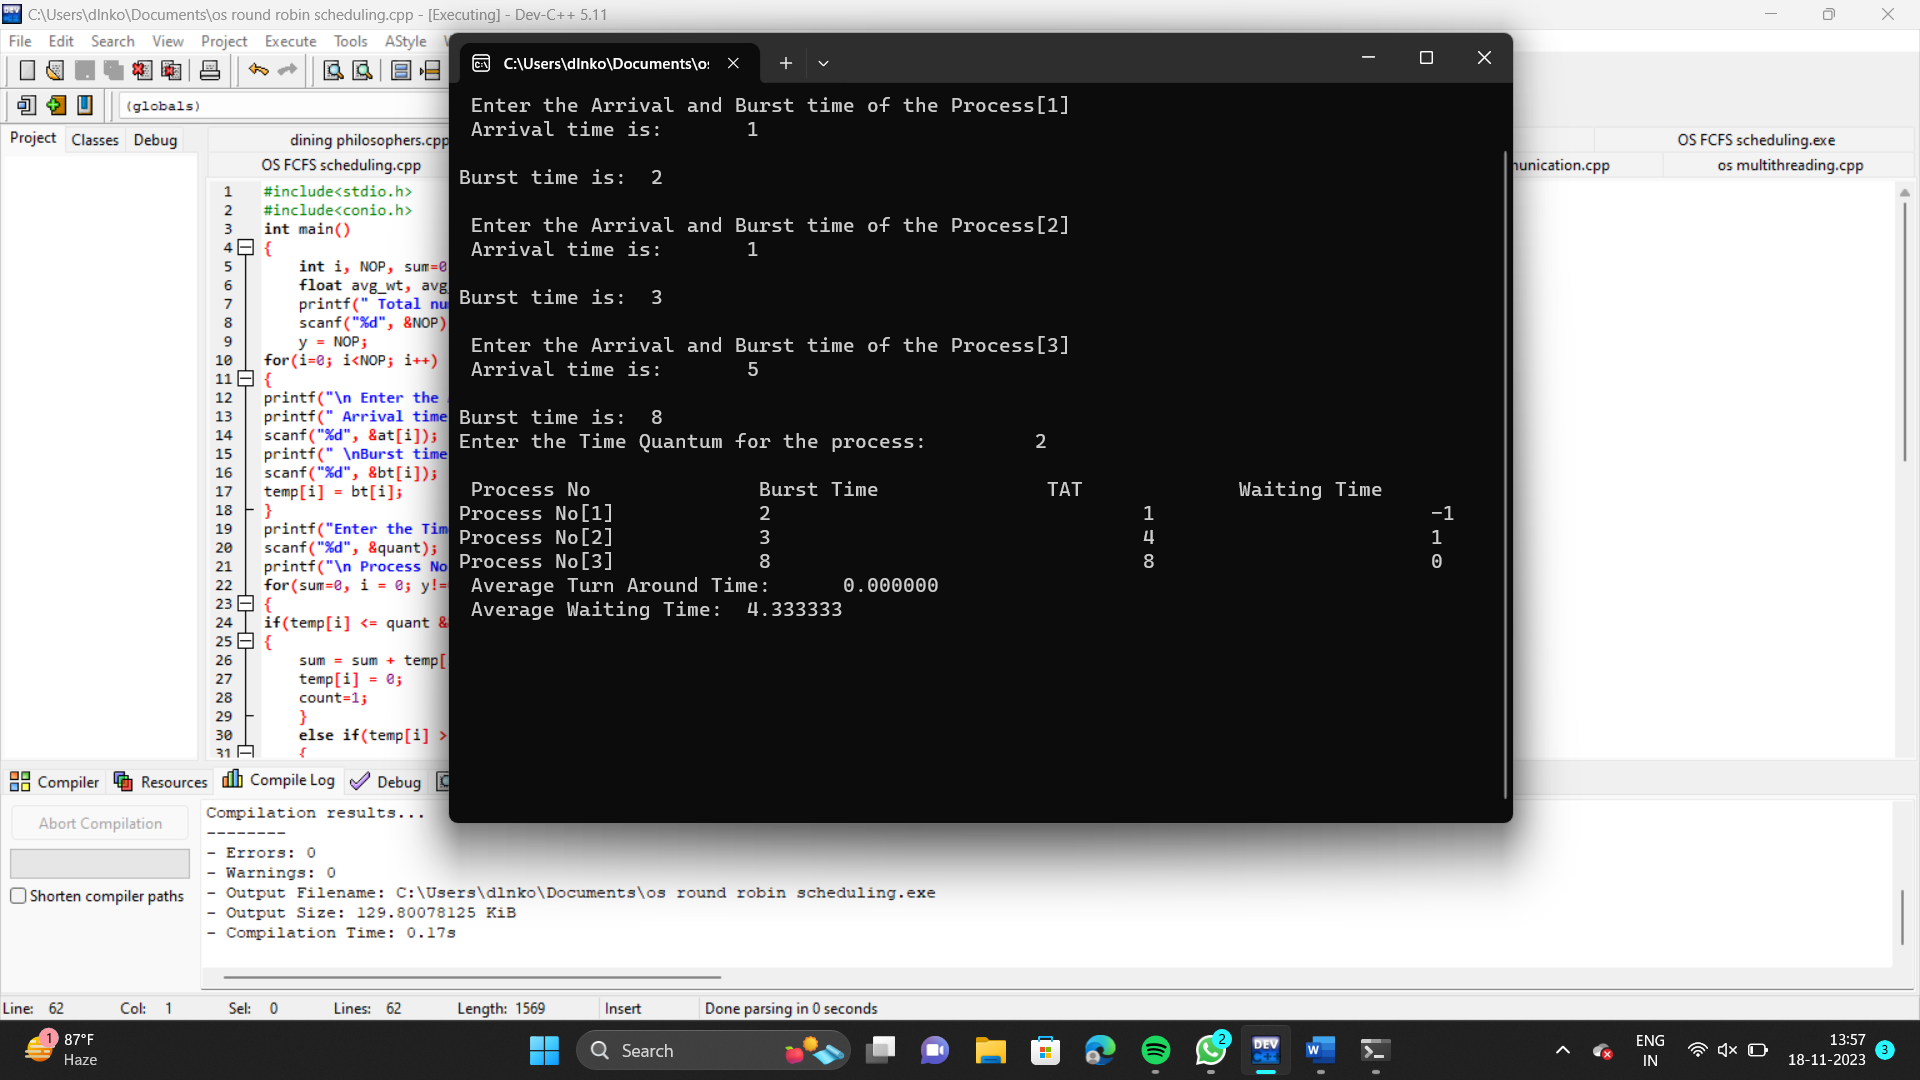 C:\Users\dlnko\Documents\os round robin scheduling.cpp - [Executing] - Dev-C++ 5.11
File Edit Search View Project Execute Tools AStyle
(globals)
Project Classes Debug
dining philosophers.cpp
OS FCFS scheduling.exe
OS FCFS scheduling.cpp
unication.cpp
os multithreading.cpp
1 #include<stdio.h>
2 #include<conio.h>
3 int main()
4 {
5 int i, NOP, sum=0
6 float avg_wt, avg
7 printf(" Total nu
8 scanf("%d", &NOP)
9 y = NOP;
10 for(i=0; i<NOP; i++)
11 {
12 printf("\n Enter the
13 printf(" Arrival time
14 scanf("%d", &at[i]);
15 printf(" \nBurst time
16 scanf("%d", &bt[i]);
17 temp[i] = bt[i];
18 }
19 printf("Enter the Tim
20 scanf("%d", &quant);
21 printf("\n Process No
22 for(sum=0, i = 0; y!=
23 {
24 if(temp[i] <= quant &
25 {
26 sum = sum + temp[
27 temp[i] = 0;
28 count=1;
29 }
30 else if(temp[i] >
31 {
C:\Users\dlnko\Documents\o
Enter the Arrival and Burst time of the Process[1]
Arrival time is: 1
Burst time is: 2
Enter the Arrival and Burst time of the Process[2]
Arrival time is: 1
Burst time is: 3
Enter the Arrival and Burst time of the Process[3]
Arrival time is: 5
Burst time is: 8
Enter the Time Quantum for the process: 2
Process No Burst Time TAT Waiting Time
Process No[1] 2 1 -1
Process No[2] 3 4 1
Process No[3] 8 8 0
Average Turn Around Time: 0.000000
Average Waiting Time: 4.333333
Compiler Resources Compile Log Debug
Abort Compilation
Shorten compiler paths
Compilation results...
--------
- Errors: 0
- Warnings: 0
- Output Filename: C:\Users\dlnko\Documents\os round robin scheduling.exe
- Output Size: 129.80078125 KiB
- Compilation Time: 0.17s
Line: 62 Col: 1 Sel: 0 Lines: 62 Length: 1569 Insert Done parsing in 0 seconds
1
87°F
Haze
Search
2
DEV
C++
W
ENG
IN
13:57
18-11-2023
3